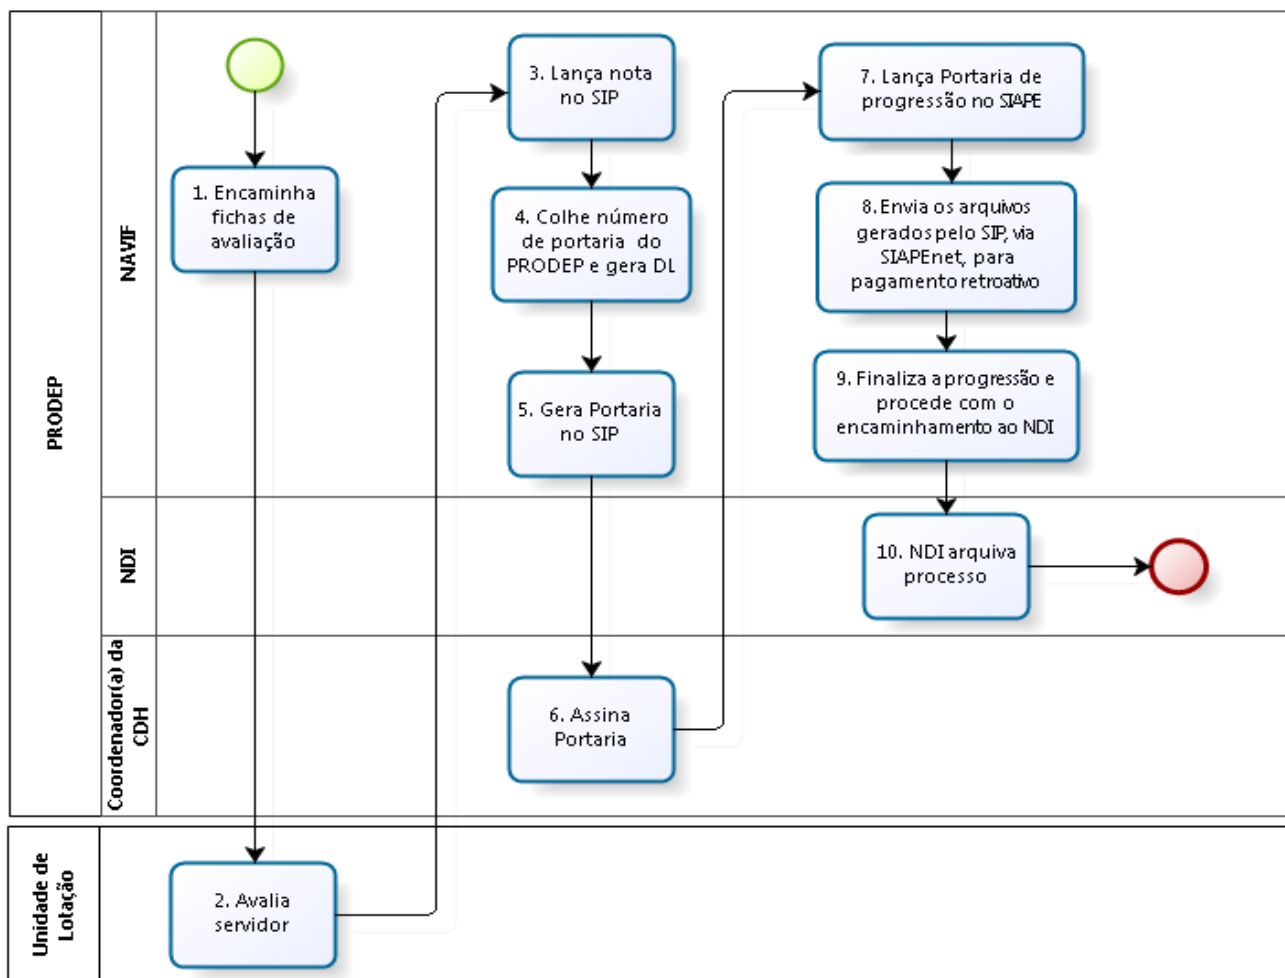 PRODEP
NAVIF
1. Encaminha
fichas de
avaliação
3. Lança nota
no SIP
4. Colhe número
de portaria do
PRODEP e gera DL
5. Gera Portaria
no SIP
7. Lança Portaria de
progressão no SIAPE
8. Envia os arquivos
gerados pelo SIP, via
SIAPEnet, para
pagamento retroativo
9. Finaliza a progressão e
procede com o
encaminhamento ao NDI
NDI
10. NDI arquiva
processo
Coordenador(a) da
CDH
6. Assina
Portaria
Unidade de
Lotação
2. Avalia
servidor